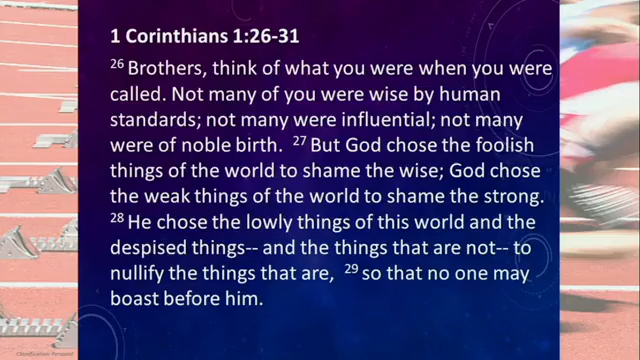 1 Corinthians 1:26-31
26 Brothers, think of what you were when you were
called. Not many of you were wise by human
standards; not many were influential; not many
were of noble birth. 27 But God chose the foolish
things of the world to shame the wise; God chose
the weak things of the world to shame the strong.
28 He chose the lowly things of this world and the
despised things-- and the things that are not-- to
nullify the things that are, 29 so that no one may
boast before him.
Classification: Personal